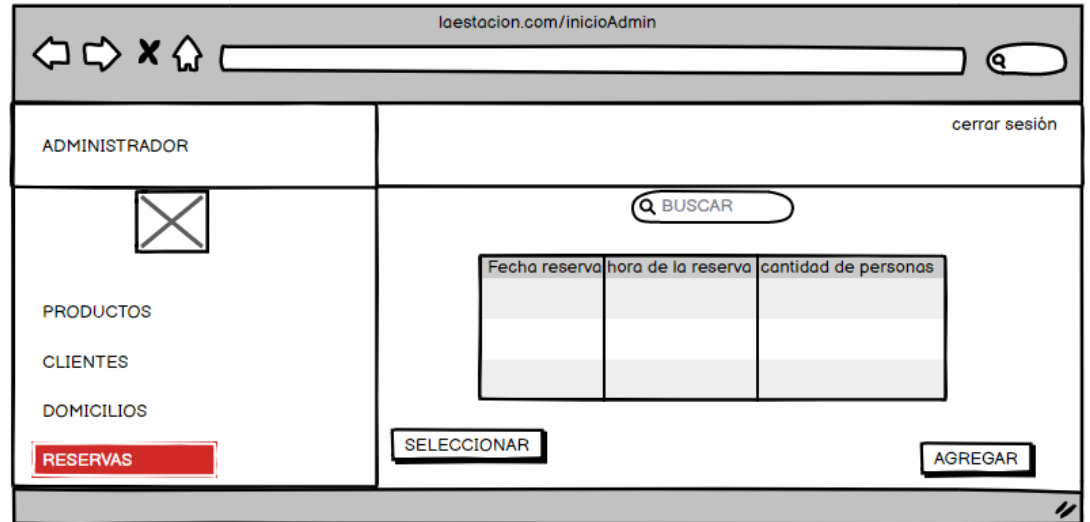 laestacion.com/inicioAdmin
ADMINISTRADOR
cerrar sesión
BUSCAR
Fecha reserva hora de la reserva cantidad de personas
PRODUCTOS
CLIENTES
DOMICILIOS
RESERVAS
SELECCIONAR
AGREGAR